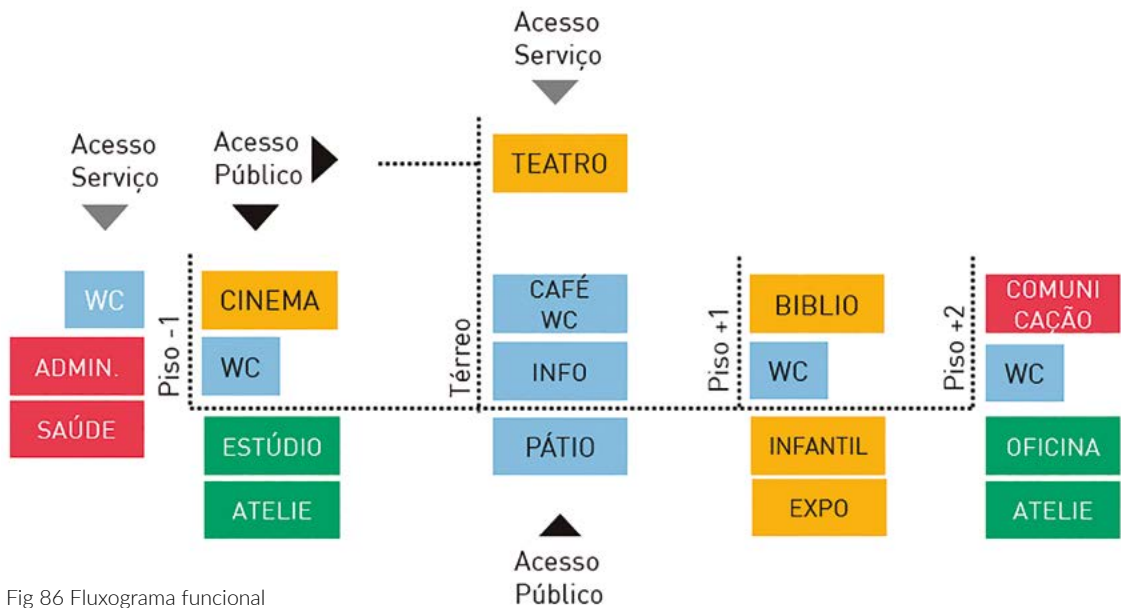 Acesso
Serviço
Acesso
Serviço
Acesso
Público
TEATRO
WC
ADMIN.
SAÚDE
Piso -1
CINEMA
WC
ESTÚDIO
ATELIE
Térreo
CAFÉ
WC
INFO
PÁTIO
Piso +1
BIBLIO
WC
INFANTIL
EXPO
Piso +2
COMUNI
CAÇÃO
WC
OFICINA
ATELIE
Acesso
Público
Fig 86 Fluxograma funcional